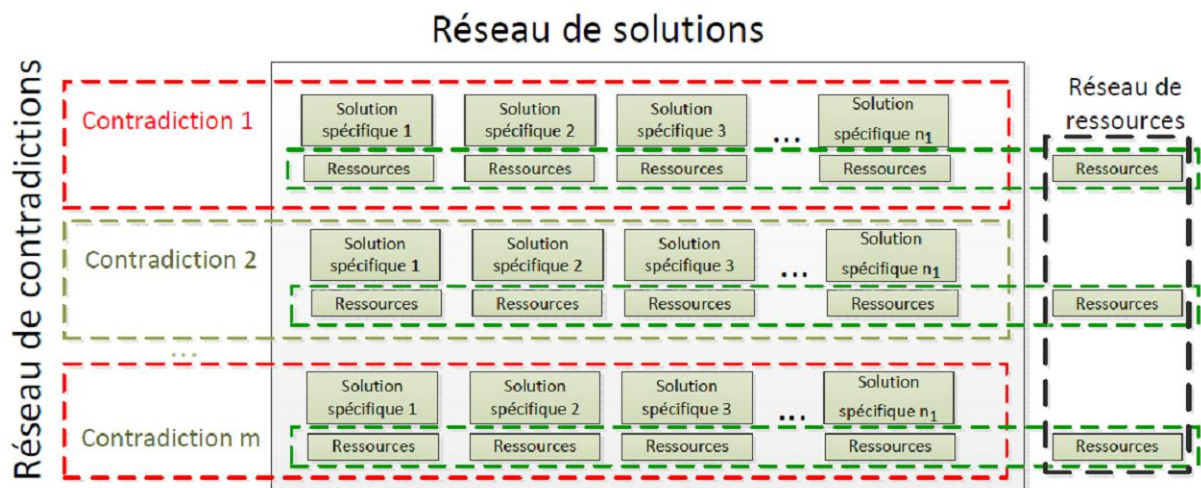 Réseau de solutions
Réseau de contradictions
Réseau de
ressources
Contradiction 1
Solution
spécifique 1
Solution
spécifique 2
Solution
spécifique 3
...
Solution
spécifique n1
Ressources
Ressources
Ressources
Ressources
Ressources
Contradiction 2
Solution
spécifique 1
Solution
spécifique 2
Solution
spécifique 3
...
Solution
spécifique n1
Ressources
Ressources
Ressources
Ressources
Ressources
...
Contradiction m
Solution
spécifique 1
Solution
spécifique 2
Solution
spécifique 3
...
Solution
spécifique n1
Ressources
Ressources
Ressources
Ressources
Ressources